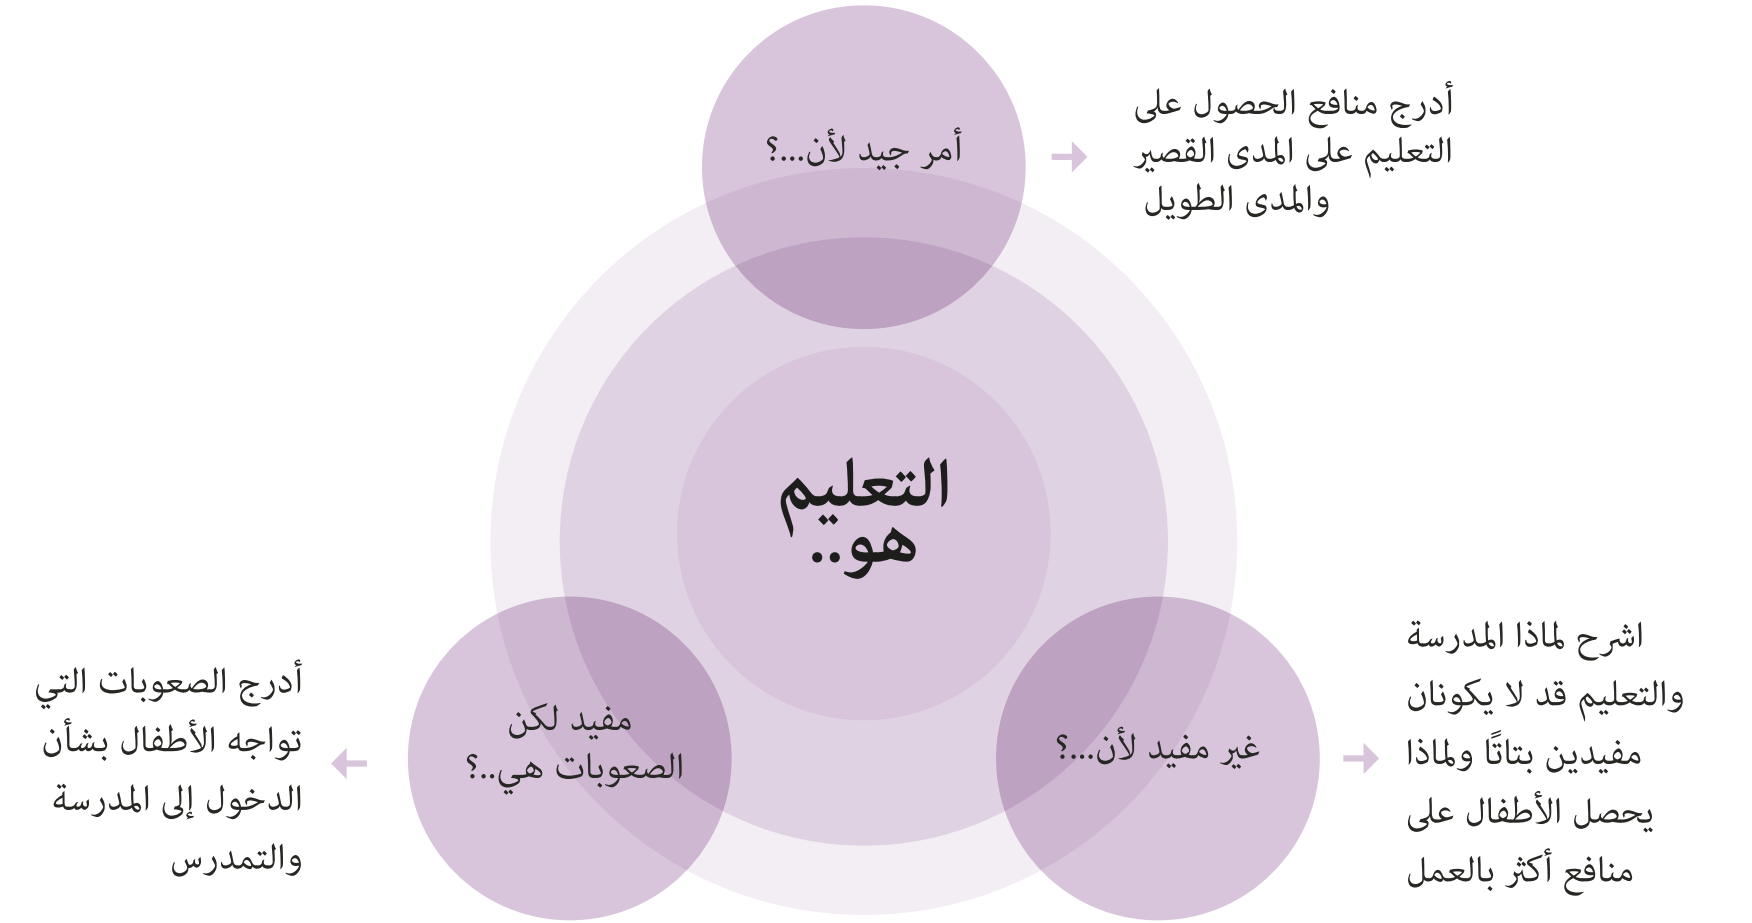 أمر جيد لأن...؟
أدرج منافع الحصول على
التعليم على المدى القصير
والمدى الطويل
التعليم
هو..
غير مفيد لأن...؟
اشرح لماذا المدرسة
والتعليم قد لا يكونان
مفيدين بتاتًا ولماذا
يحصل الأطفال على
منافع أكثر بالعمل
مفيد لكن
الصعوبات هي..؟
أدرج الصعوبات التي
تواجه الأطفال بشأن
الدخول إلى المدرسة
والتمدرس